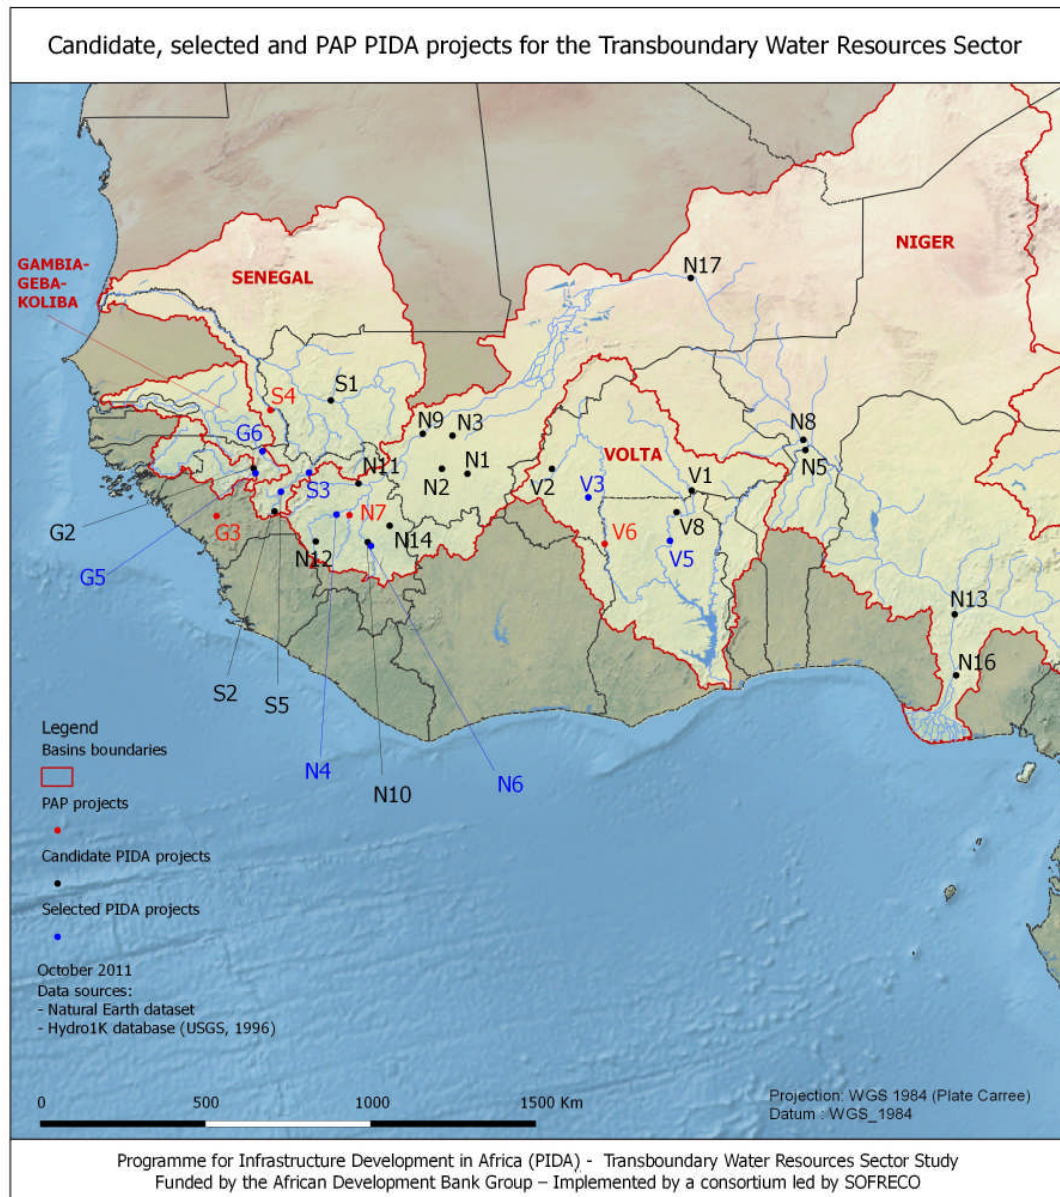 Candidate, selected and PAP PIDA projects for the Transboundary Water Resources Sector
GAMBIA-
GEBA-
KOLIBA
SENEGAL
NIGER
N17
S1
S4
N9
N3
G6
N8
VOLTA
N5
N11
N1
N2
S3
V2
V3
V1
G2
N7
V8
G3
N14
V6
V5
N12
G5
N13
N16
S2
S5
N4
N10
N6
Legend
Basins boundaries
PAP projects
Candidate PIDA projects
Selected PIDA projects
October 2011
Data sources:
- Natural Earth dataset
- Hydro1K database (USGS, 1996)
0 500 1000 1500 Km
Projection: WGS 1984 (Plate Carree)
Datum : WGS_1984
Programme for Infrastructure Development in Africa (PIDA) - Transboundary Water Resources Sector Study
Funded by the African Development Bank Group – Implemented by a consortium led by SOFRECO